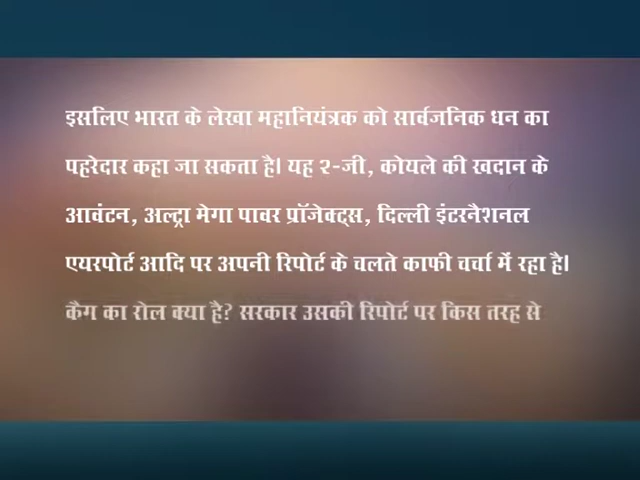 इसलिए भारत के लेखा महानियंत्रक को सार्वजनिक धन का
पहरेदार कहा जा सकता है। यह २-जी, कोयले की खदान के
आवंटन, अल्ट्रा मेगा पावर प्रॉजेक्ट्स, दिल्ली इंटरनैशनल
एयरपोर्ट आदि पर अपनी रिपोर्ट के चलते काफी चर्चा में रहा है।
कैग का रोल क्या है? सरकार उसकी रिपोर्ट पर किस तरह से